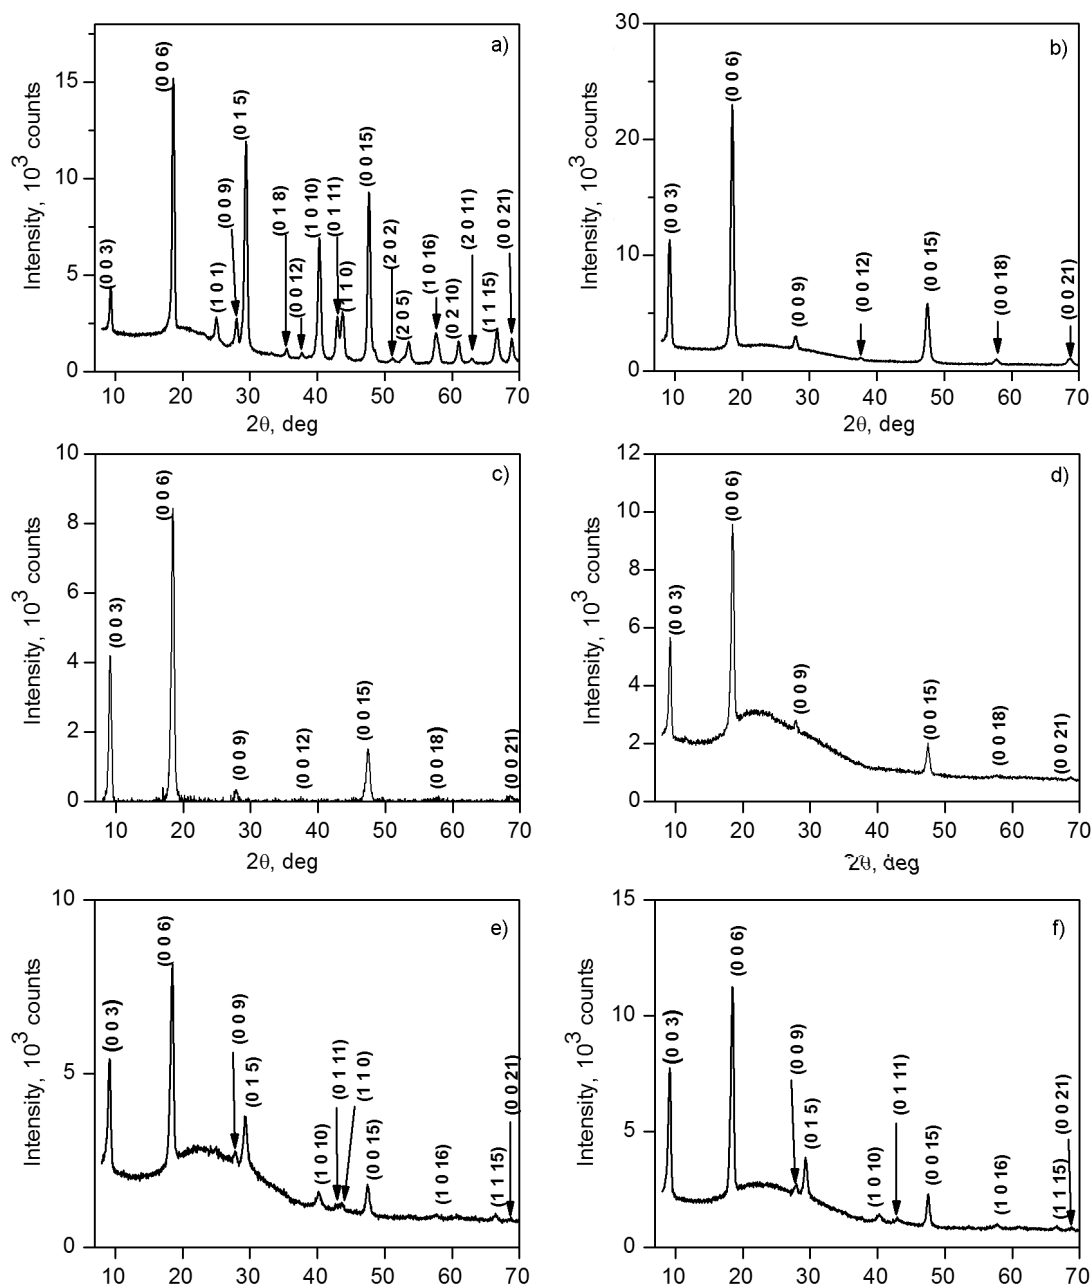 a)
Intensity, 10³ counts
15
10
5
0
(0 0 3)
(0 0 6)
(1 0 1)
(0 0 9)
(0 1 5)
(0 1 8)
(0 0 12)
(1 0 10)
(0 1 11)
(1 1 0)
(0 0 15)
(2 0 2)
(2 0 5)
(1 0 16)
(0 2 10)
(2 0 11)
(1 1 15)
(0 0 21)
10 20 30 40 50 60 70
2θ, deg
b)
Intensity, 10³ counts
30
20
10
0
(0 0 3)
(0 0 6)
(0 0 9)
(0 0 12)
(0 0 15)
(0 0 18)
(0 0 21)
10 20 30 40 50 60 70
2θ, deg
c)
Intensity, 10³ counts
10
8
6
4
2
0
(0 0 3)
(0 0 6)
(0 0 9)
(0 0 12)
(0 0 15)
(0 0 18)
(0 0 21)
10 20 30 40 50 60 70
2θ, deg
d)
Intensity, 10³ counts
12
10
8
6
4
2
0
(0 0 3)
(0 0 6)
(0 0 9)
(0 0 15)
(0 0 18)
(0 0 21)
10 20 30 40 50 60 70
2θ, deg
e)
Intensity, 10³ counts
10
5
0
(0 0 3)
(0 0 6)
(0 0 9)
(0 1 5)
(1 0 10)
(0 1 11)
(1 1 0)
(0 0 15)
(1 0 16)
(1 1 15)
(0 0 21)
10 20 30 40 50 60 70
f)
Intensity, 10³ counts
15
10
5
0
(0 0 3)
(0 0 6)
(0 0 9)
(0 1 5)
(1 0 10)
(0 1 11)
(0 0 15)
(1 0 16)
(1 1 15)
(0 0 21)
10 20 30 40 50 60 70